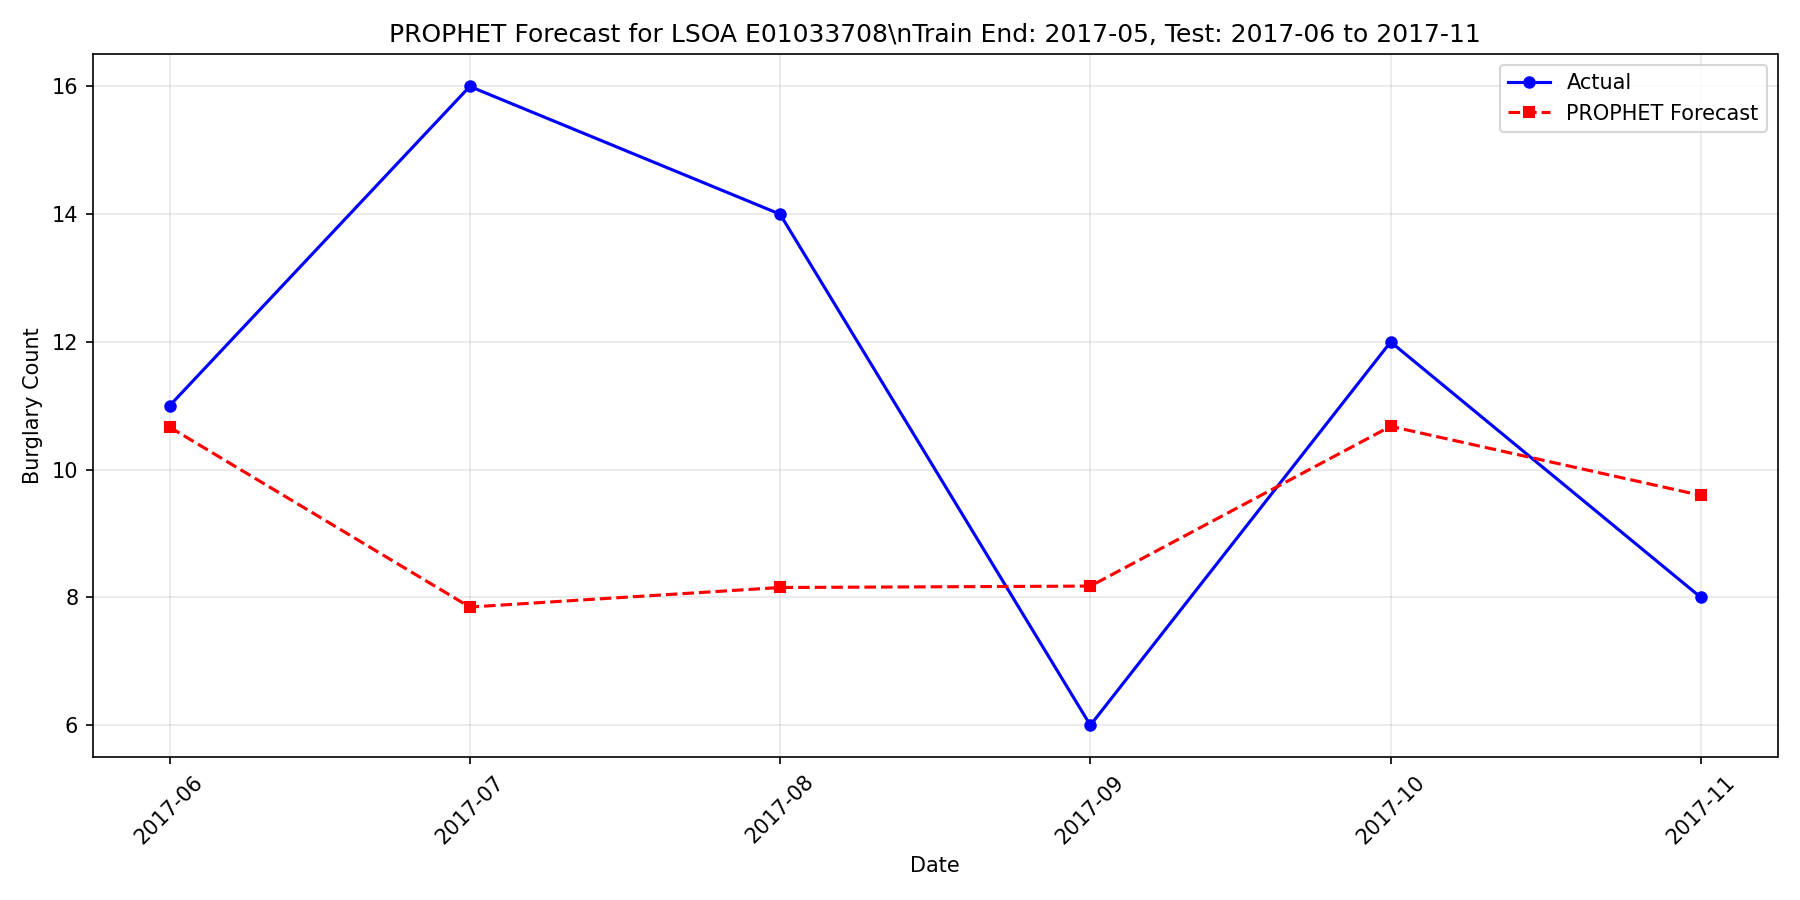 PROPHET Forecast for LSOA E01033708\nTrain End: 2017-05, Test: 2017-06 to 2017-11
Actual
PROPHET Forecast
Burglary Count
16
14
12
10
8
6
2017-06
2017-07
2017-08
2017-09
2017-10
2017-11
Date